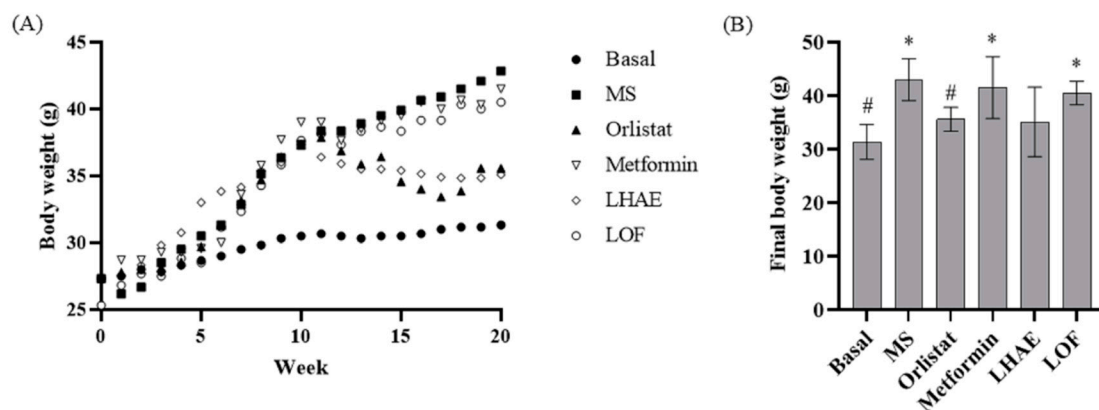 (A)
Body weight (g)
45
40
35
30
25
0
5
10
15
20
Week
Basal
MS
Orlistat
Metformin
LHAE
LOF
(B)
Final body weight (g)
50
40
30
20
10
0
#
*
#
*
*
Basal
MS
Orlistat
Metformin
LHAE
LOF